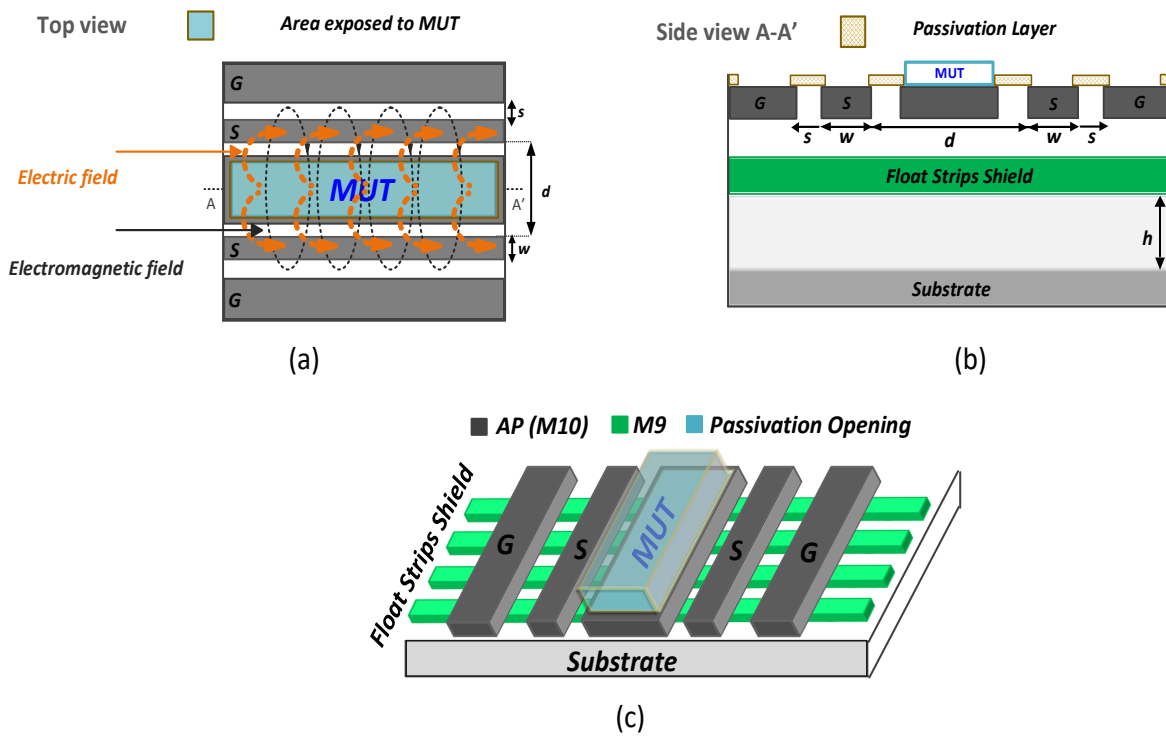 Top view
Area exposed to MUT
G
s
S
Electric field
MUT
A
A'
d
S
w
Electromagnetic field
G
(a)
Side view A-A’
Passivation Layer
MUT
G
S
S
G
s
w
d
w
s
Float Strips Shield
h
Substrate
(b)
AP (M10)
M9
Passivation Opening
Float Strips Shield
G
S
MUT
S
G
Substrate
(c)